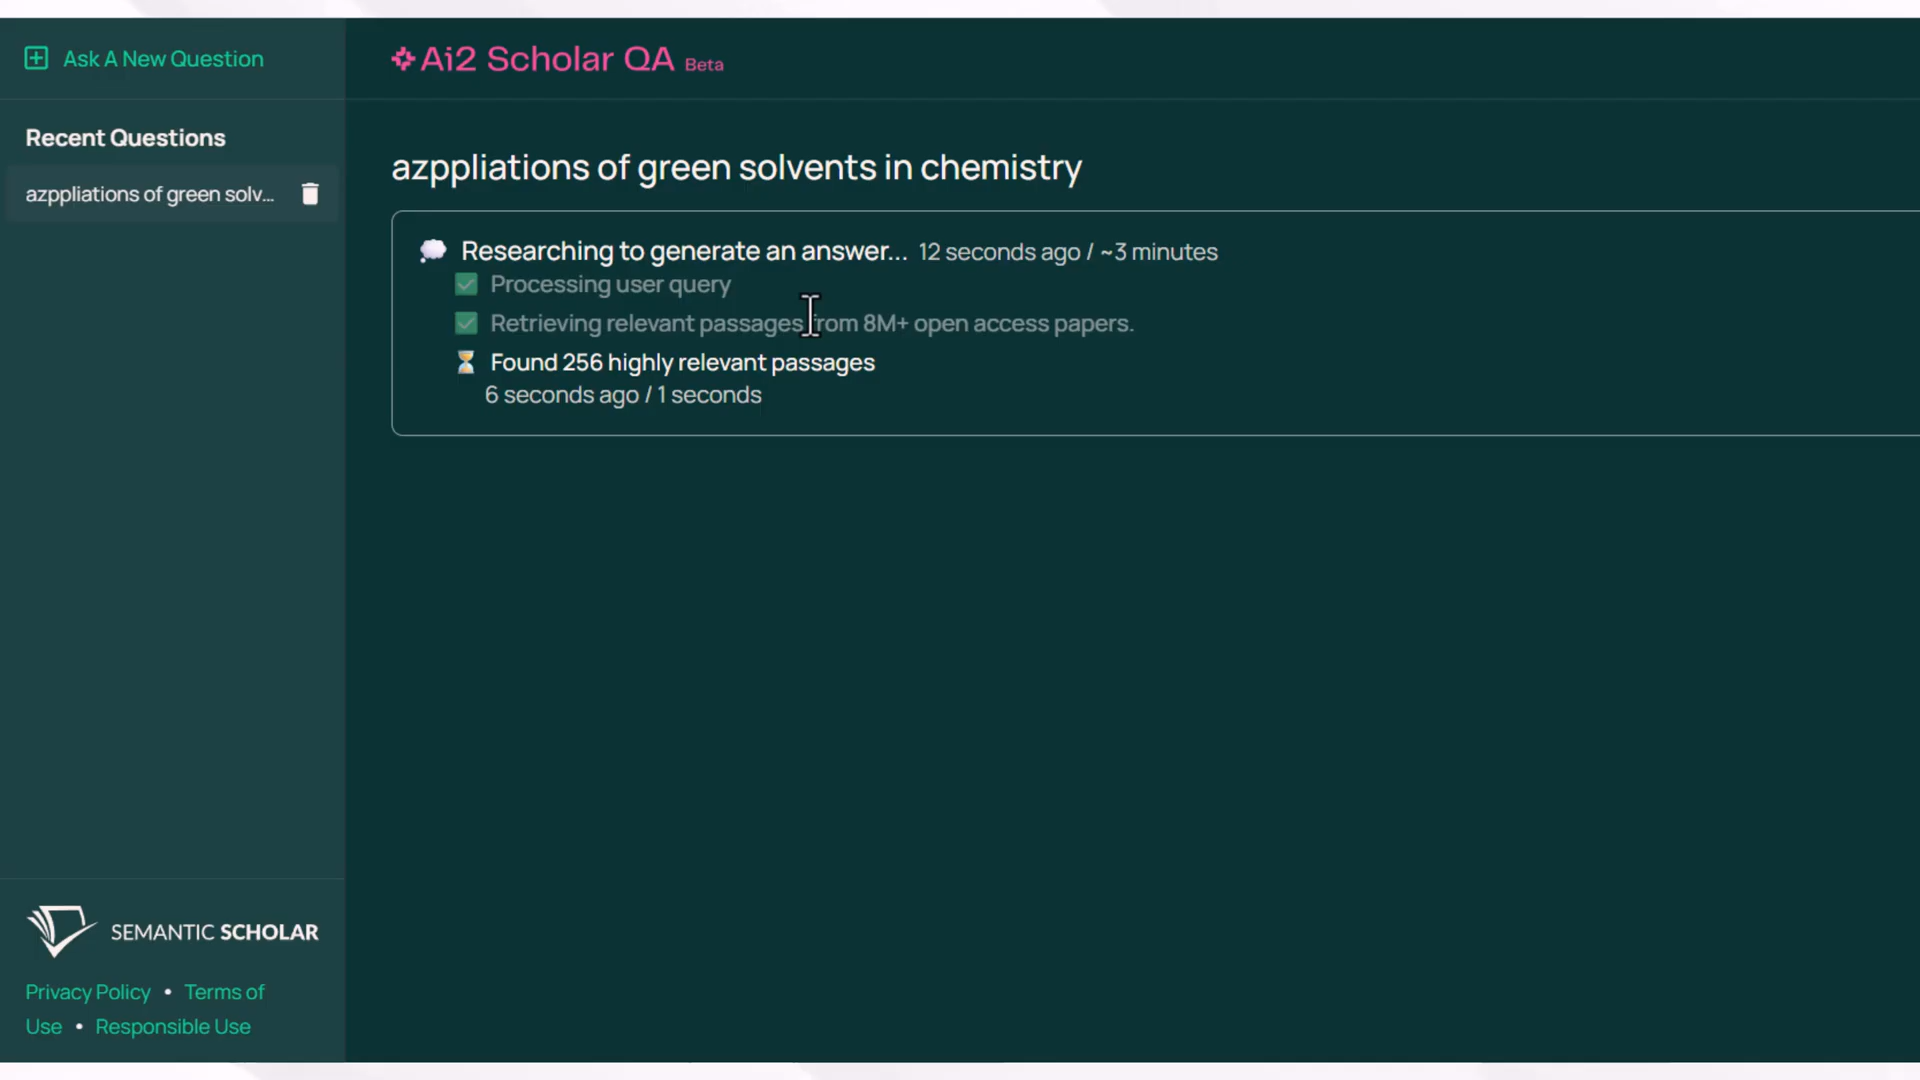 Ask A New Question
Recent Questions
azppliations of green solv...
SEMANTIC SCHOLAR
Privacy Policy • Terms of
Use • Responsible Use
Ai2 Scholar QA Beta
azppliations of green solvents in chemistry
Researching to generate an answer... 12 seconds ago / ~3 minutes
Processing user query
Retrieving relevant passages from 8M+ open access papers.
Found 256 highly relevant passages
6 seconds ago / 1 seconds